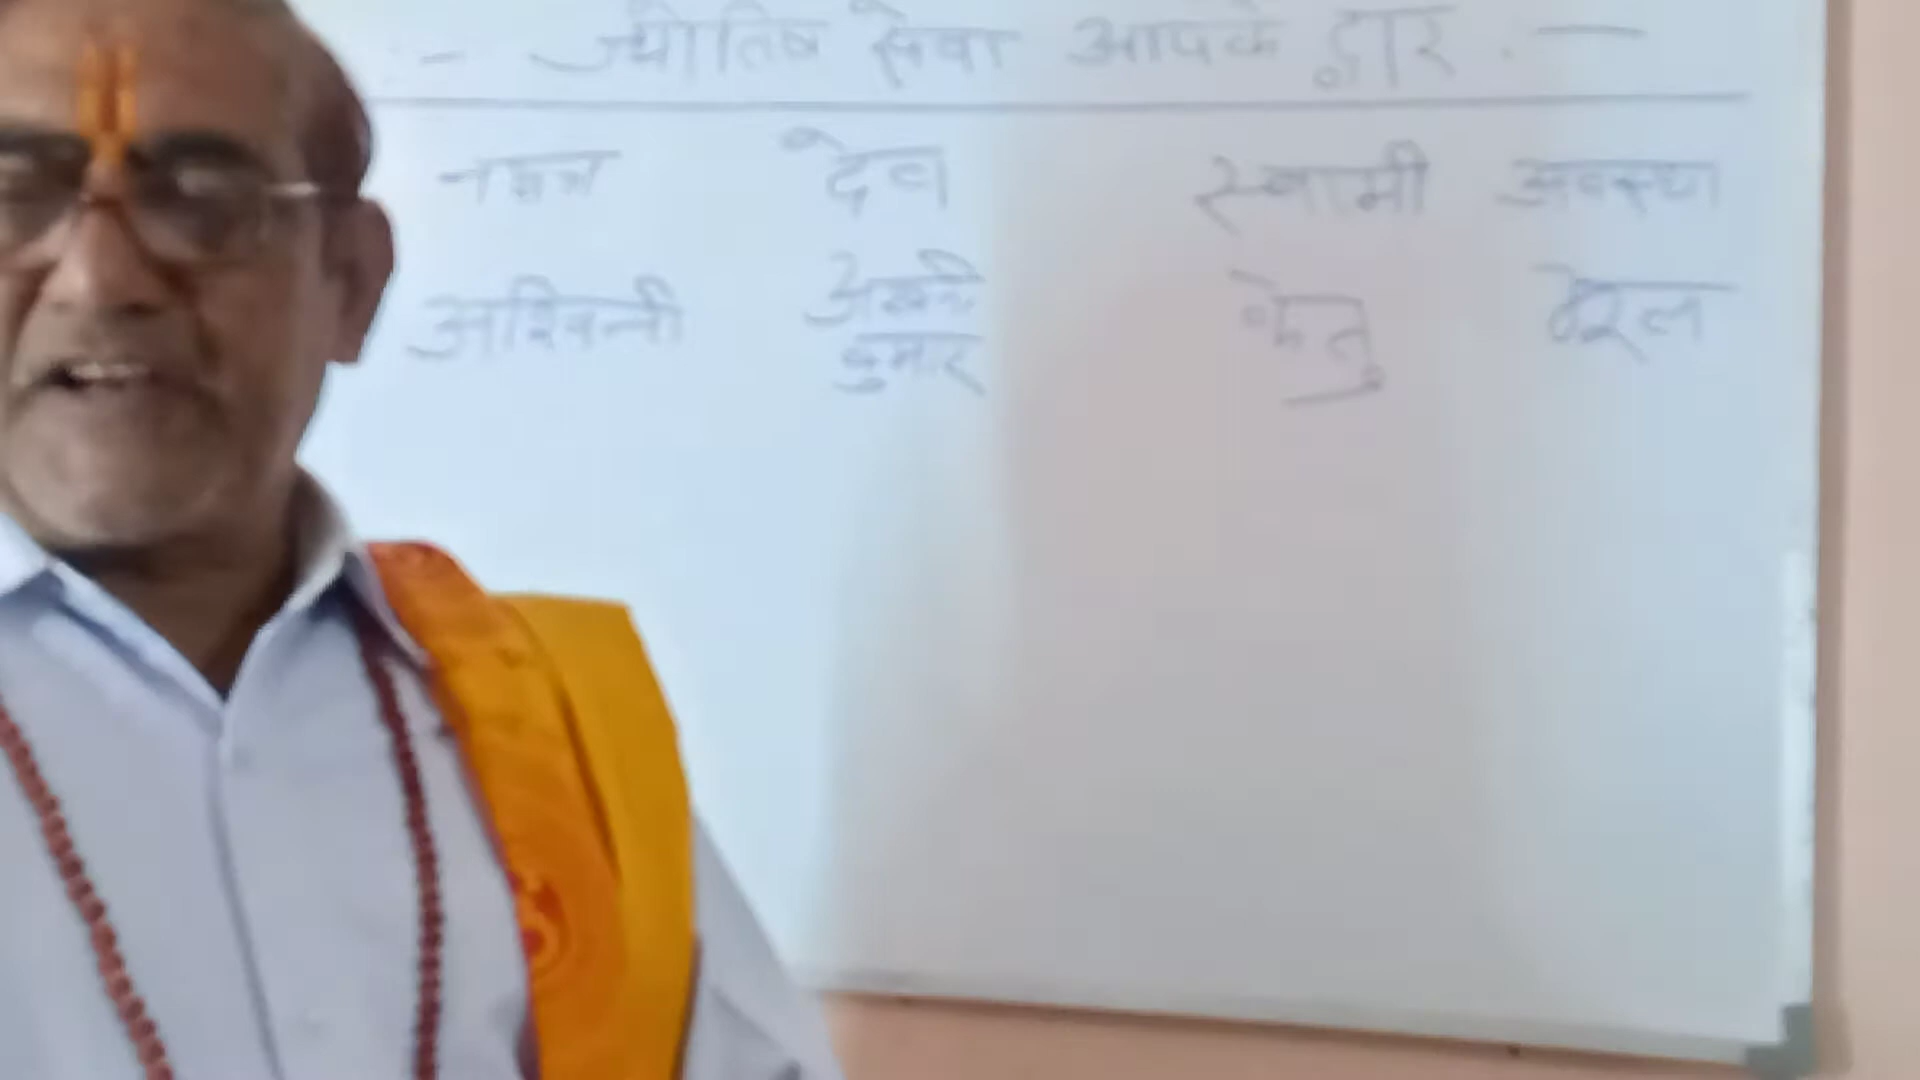 - ज्योतिष सेवा आपके द्वार . —
नक्षत्र देव स्वामी अवस्था
अश्विनी अश्विनी कुमार केतु